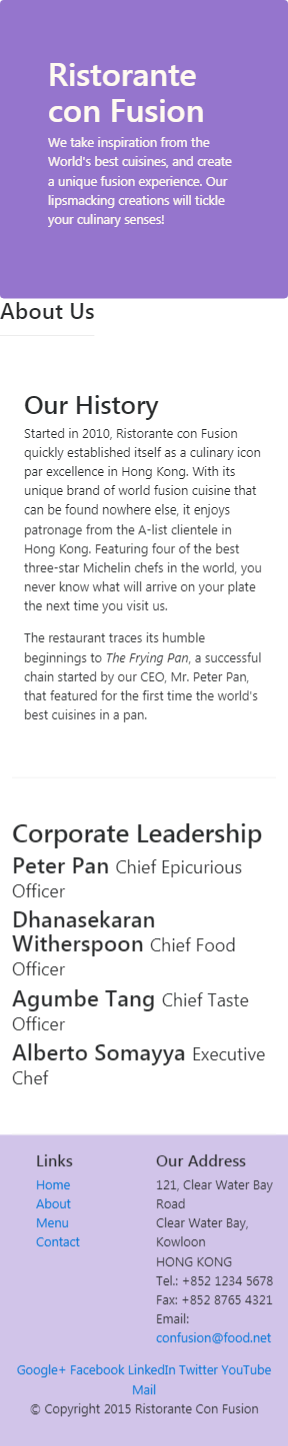 Ristorante
con Fusion
We take inspiration from the
World's best cuisines, and create
a unique fusion experience. Our
lipsmacking creations will tickle
your culinary senses!
About Us
Our History
Started in 2010, Ristorante con Fusion
quickly established itself as a culinary icon
par excellence in Hong Kong. With its
unique brand of world fusion cuisine that
can be found nowhere else, it enjoys
patronage from the A-list clientele in
Hong Kong. Featuring four of the best
three-star Michelin chefs in the world, you
never know what will arrive on your plate
the next time you visit us.
The restaurant traces its humble
beginnings to The Frying Pan, a successful
chain started by our CEO, Mr. Peter Pan,
that featured for the first time the world's
best cuisines in a pan.
Corporate Leadership
Peter Pan Chief Epicurious
Officer
Dhanasekaran
Witherspoon Chief Food
Officer
Agumbe Tang Chief Taste
Officer
Alberto Somayya Executive
Chef
Links
Home
About
Menu
Contact
Our Address
121, Clear Water Bay
Road
Clear Water Bay,
Kowloon
HONG KONG
Tel.: +852 1234 5678
Fax: +852 8765 4321
Email:
confusion@food.net
Google+ Facebook LinkedIn Twitter YouTube
Mail
© Copyright 2015 Ristorante Con Fusion